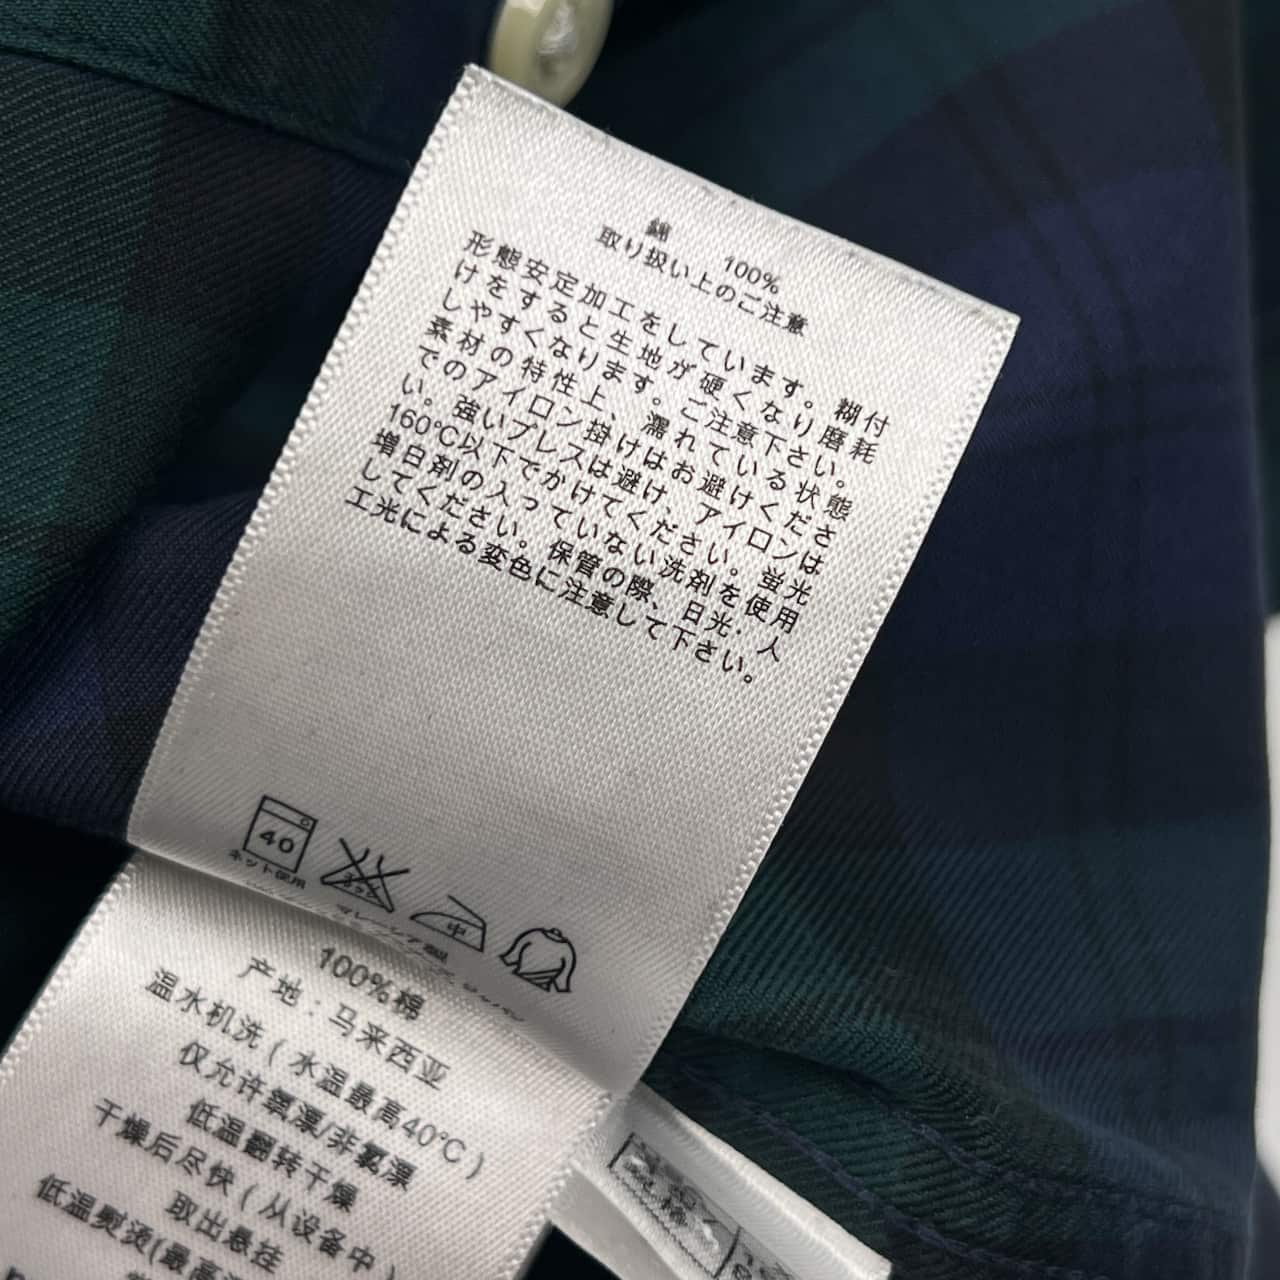 綿 100%
取り扱い上のご注意
形態安定加工をしています。糊付
けをすると生地が硬くなり磨耗
しやすくなります。ご注意下さい。
素材の特性上、濡れている状態
でのアイロン掛けはお避けくださ
い。強いプレスは避け、アイロンは
160℃以下でかけてください。蛍光
増白剤の入っていない洗剤を使用
してください。保管の際、日光、人
工光による変色に注意して下さい。
40
ネット使用
中
100%棉
产地:马来西亚
温水机洗(水温最高40℃)
仅允许氧漂/非氯漂
低温翻转干燥
干燥后尽快(从设备中)
取出悬挂
低温熨烫(最高